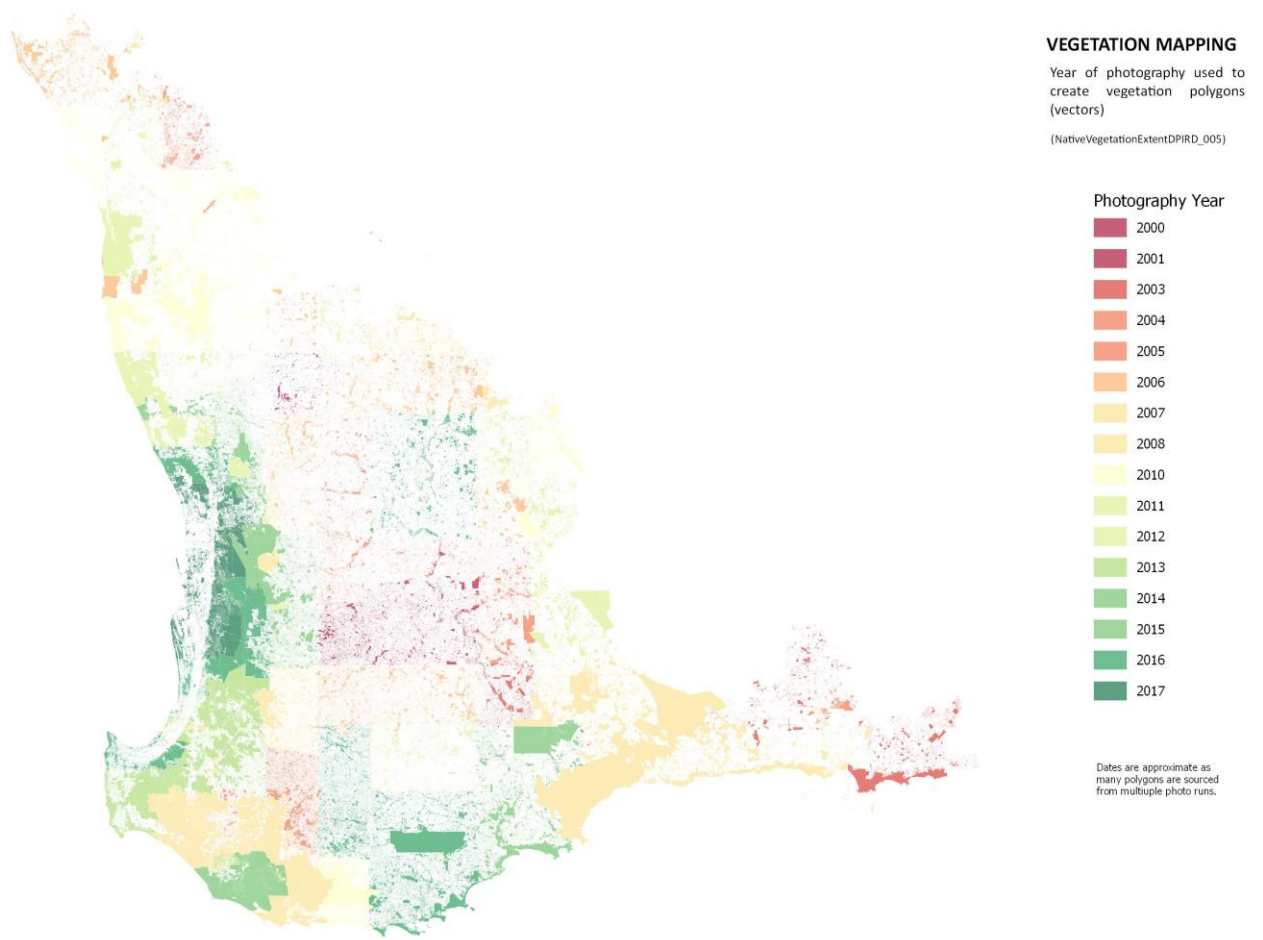 VEGETATION MAPPING
Year of photography used to
create vegetation polygons
(vectors)
(NativeVegetationExtentDPIRD_005)
Photography Year
2000
2001
2003
2004
2005
2006
2007
2008
2010
2011
2012
2013
2014
2015
2016
2017
Dates are approximate as
many polygons are sourced
from multiuple photo runs.